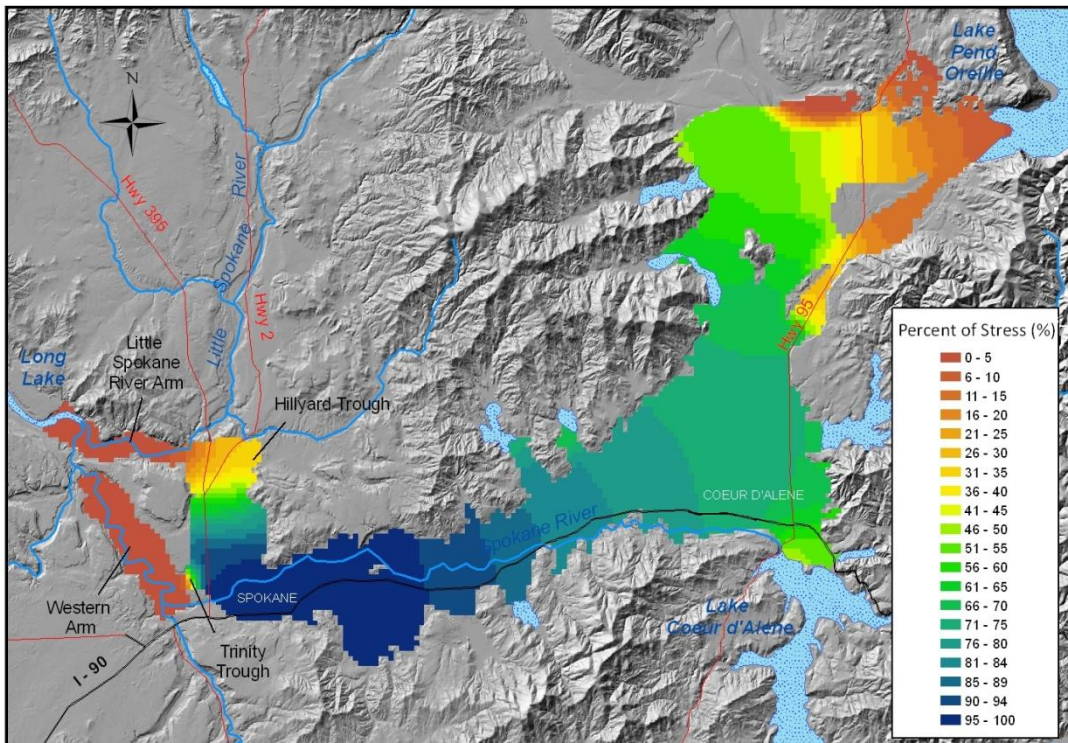 Lake
Pend
Oreille
N
Hwy 395
Little Spokane River
Hwy 2
Hwy 95
Percent of Stress (%)
0 - 5
6 - 10
11 - 15
16 - 20
21 - 25
26 - 30
31 - 35
36 - 40
41 - 45
46 - 50
51 - 55
56 - 60
61 - 65
66 - 70
71 - 75
76 - 80
81 - 84
85 - 89
90 - 94
95 - 100
Long
Lake
Little
Spokane
River Arm
Hillyard Trough
COEUR D'ALENE
Spokane River
SPOKANE
Western
Arm
Trinity
Trough
I - 90
Lake
Coeur d'Alene